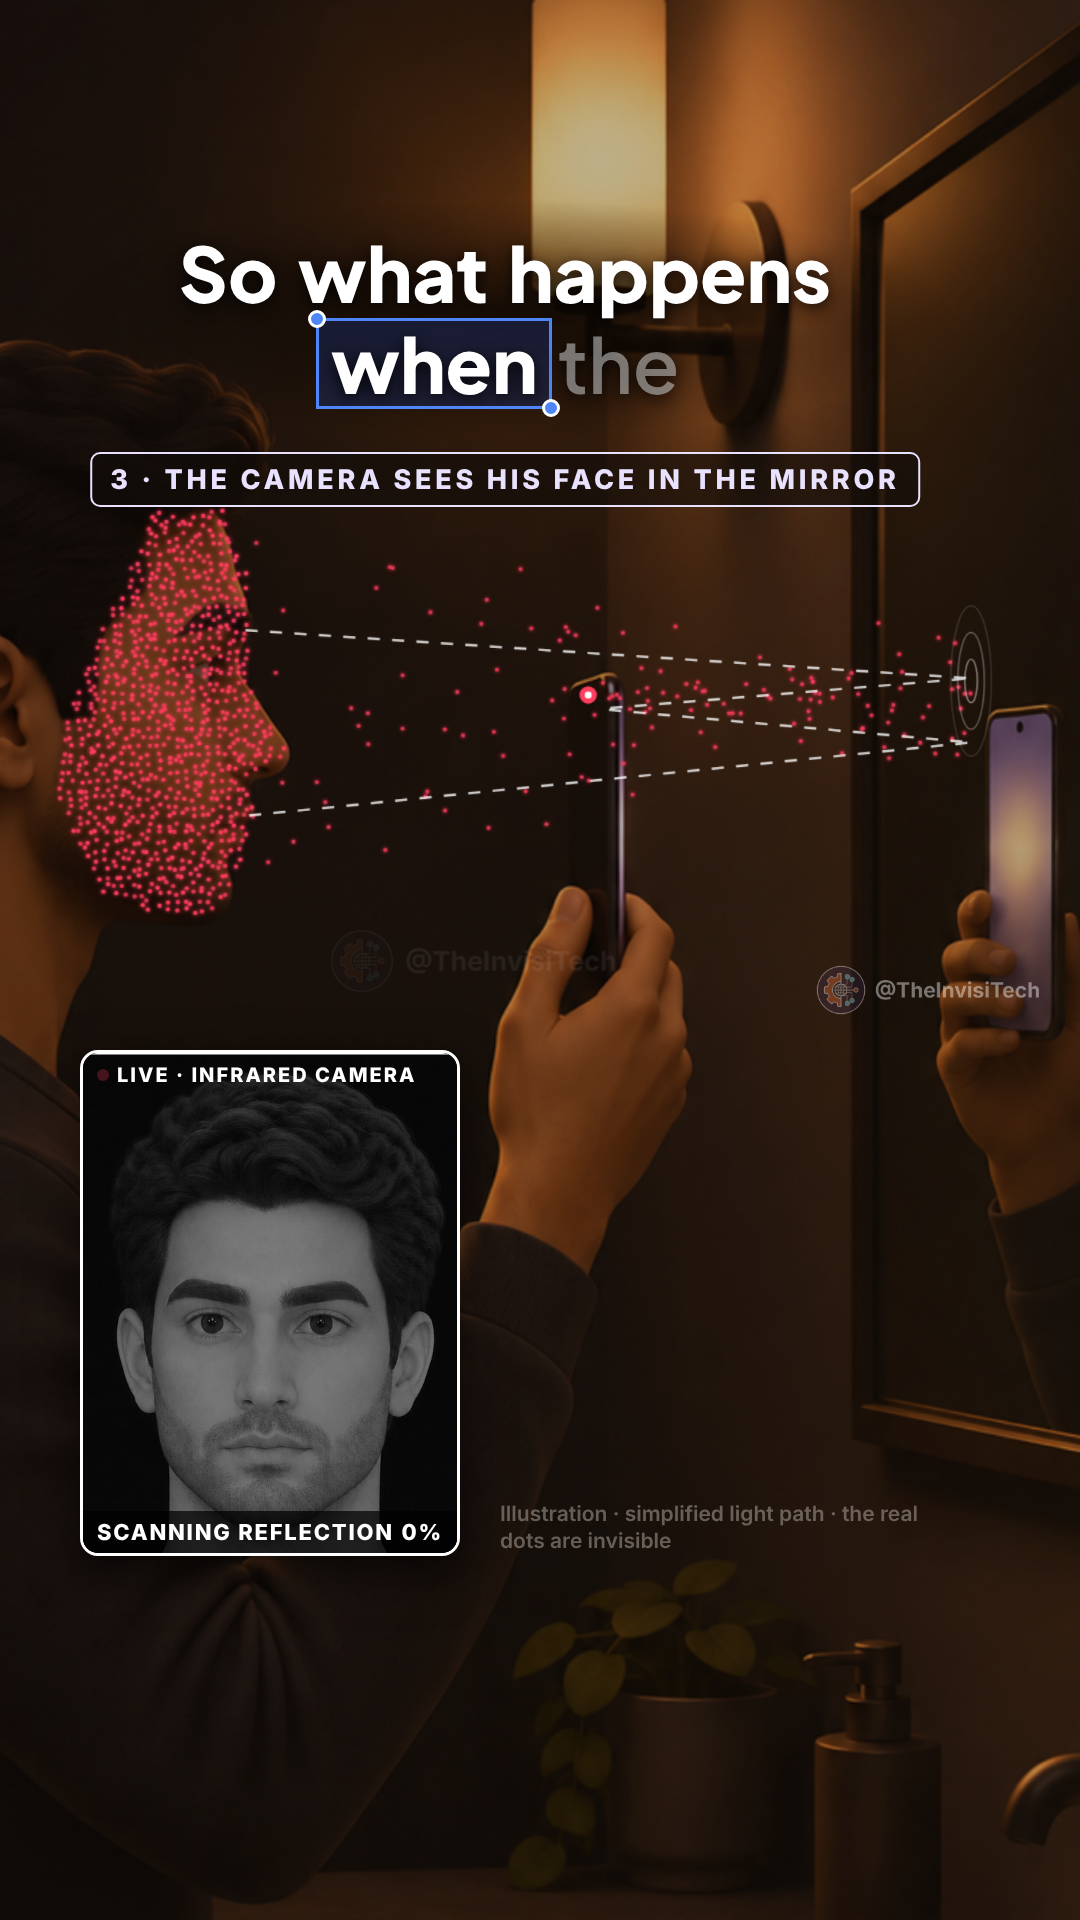 So what happens
when the
3 · THE CAMERA SEES HIS FACE IN THE MIRROR
@TheInvisiTech
@TheInvisiTech
LIVE · INFRARED CAMERA
SCANNING REFLECTION 0%
Illustration · simplified light path · the real
dots are invisible